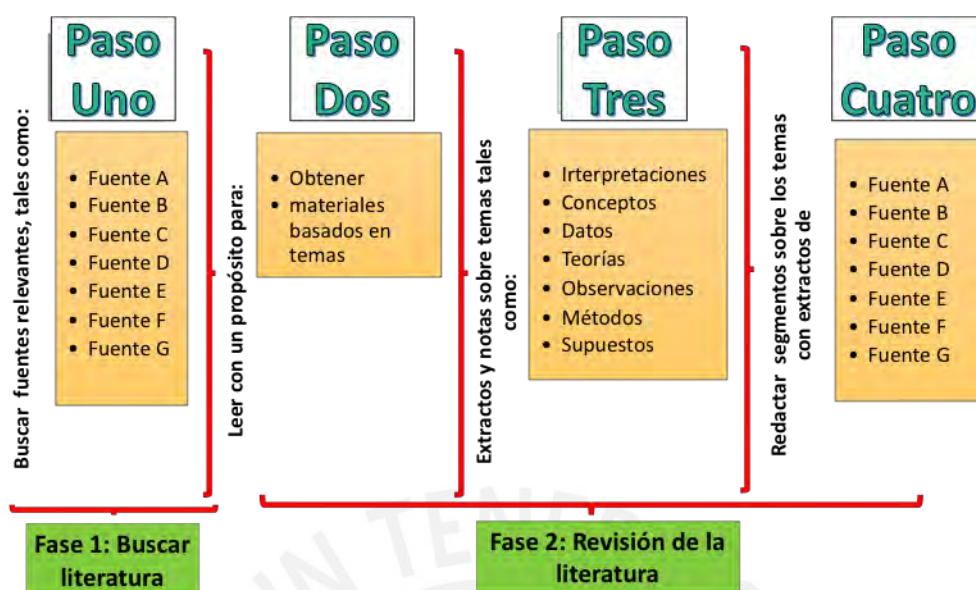 Paso
Uno
Buscar fuentes relevantes, tales como:
• Fuente A
• Fuente B
• Fuente C
• Fuente D
• Fuente E
• Fuente F
• Fuente G
Paso
Dos
Leer con un propósito para:
• Obtener
• materiales
basados en
temas
Paso
Tres
Extractos y notas sobre temas tales
como:
• Irterpretaciones
• Conceptos
• Datos
• Teorías
• Observaciones
• Métodos
• Supuestos
Paso
Cuatro
Redactar segmentos sobre los temas
con extractos de
• Fuente A
• Fuente B
• Fuente C
• Fuente D
• Fuente E
• Fuente F
• Fuente G
Fase 1: Buscar
literatura
Fase 2: Revisión de la
literatura